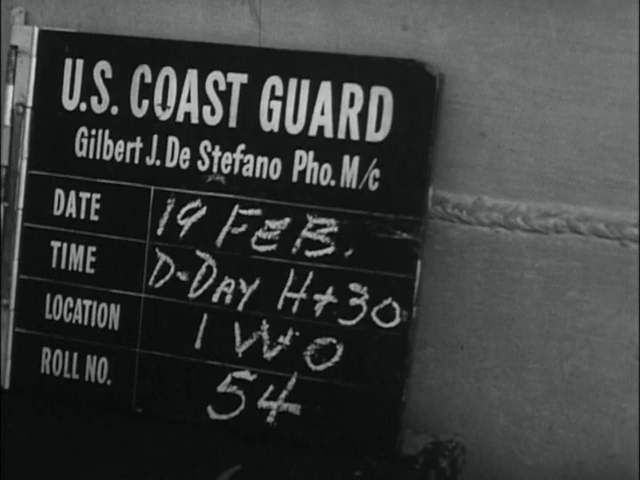 U.S. COAST GUARD
Gilbert J. De Stefano Pho. M/c
DATE 19 FEB.
TIME D-DAY H+30
LOCATION IWO
ROLL NO. 54